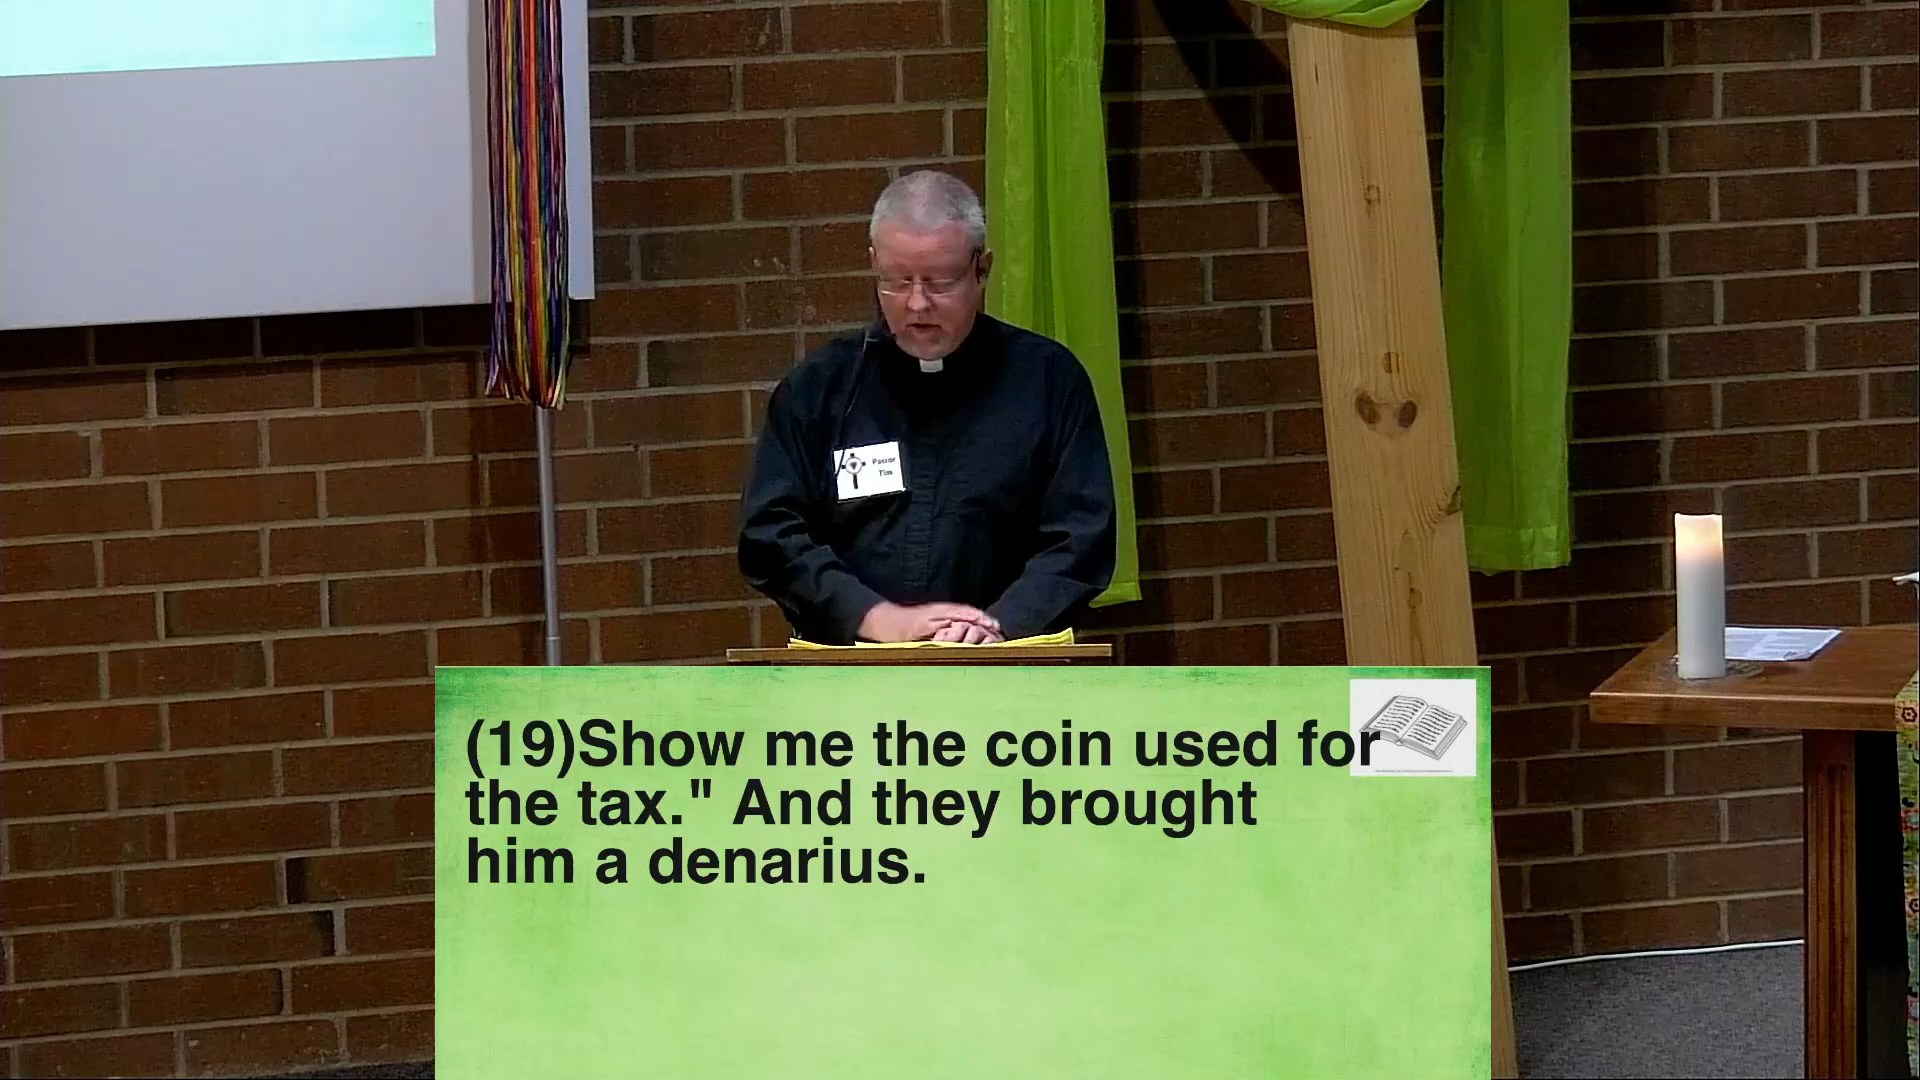 Pastor
Tim
(19)Show me the coin used for
the tax." And they brought
him a denarius.